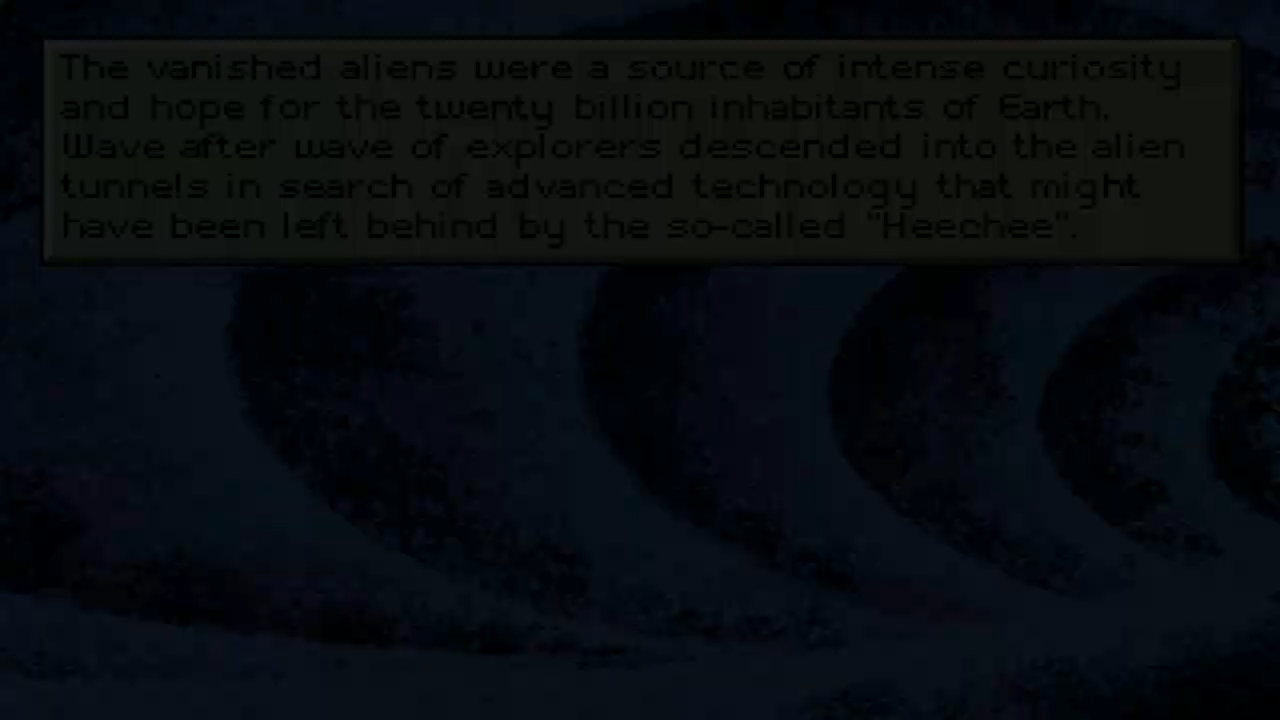 The vanished aliens were a source of intense curiosity
and hope for the twenty billion inhabitants of Earth.
Wave after wave of explorers descended into the alien
tunnels in search of advanced technology that might
have been left behind by the so-called "Heechee".